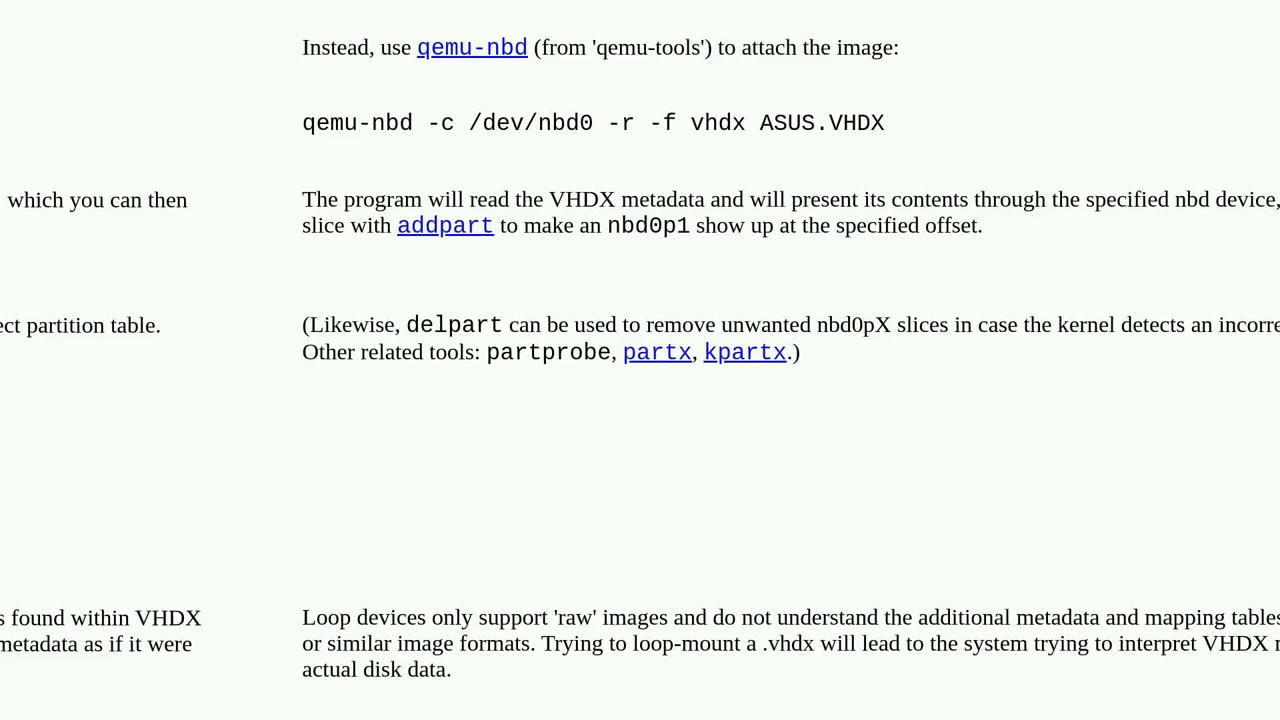 Instead, use qemu-nbd (from 'qemu-tools') to attach the image:
qemu-nbd -c /dev/nbd0 -r -f vhdx ASUS.VHDX
which you can then
The program will read the VHDX metadata and will present its contents through the specified nbd device,
slice with addpart to make an nbd0p1 show up at the specified offset.
ect partition table.
(Likewise, delpart can be used to remove unwanted nbd0pX slices in case the kernel detects an incorre
Other related tools: partprobe, partx, kpartx.)
s found within VHDX
metadata as if it were
Loop devices only support 'raw' images and do not understand the additional metadata and mapping tables
or similar image formats. Trying to loop-mount a .vhdx will lead to the system trying to interpret VHDX
actual disk data.